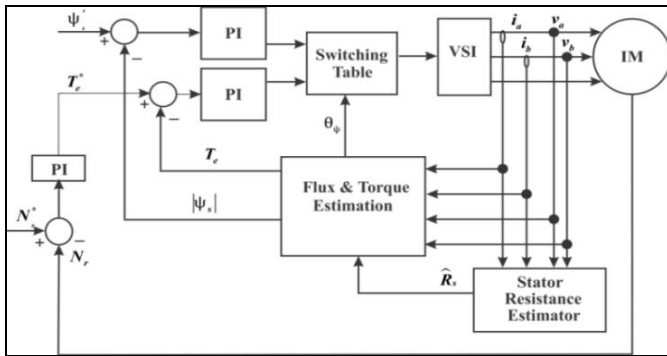 ψs* PI
+
−
Switching
Table
VSI
ia va
ib vb
IM
Te*
+
−
PI
θψ
Te
Flux & Torque
Estimation
|ψs|
PI
Ns*
+
−
Nr
R̂s
Stator
Resistance
Estimator